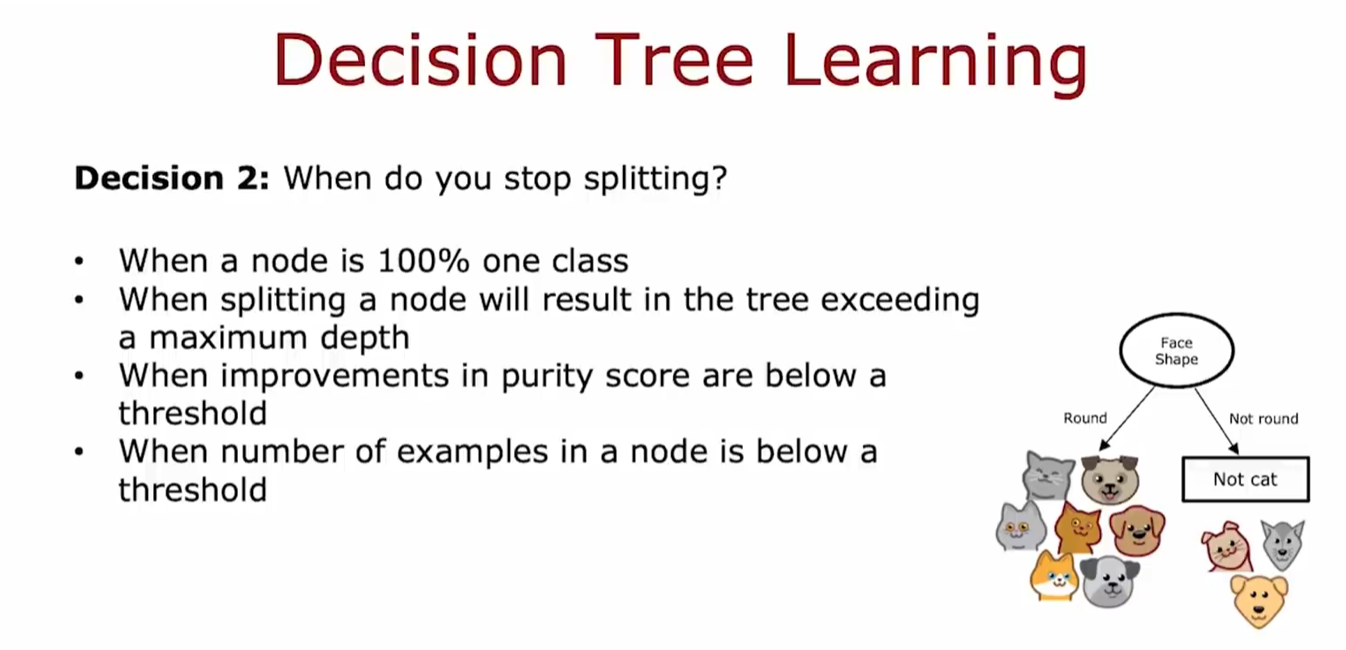 Decision Tree Learning
Decision 2: When do you stop splitting?
• When a node is 100% one class
• When splitting a node will result in the tree exceeding
a maximum depth
• When improvements in purity score are below a
threshold
• When number of examples in a node is below a
threshold
Face
Shape
Round
Not round
Not cat